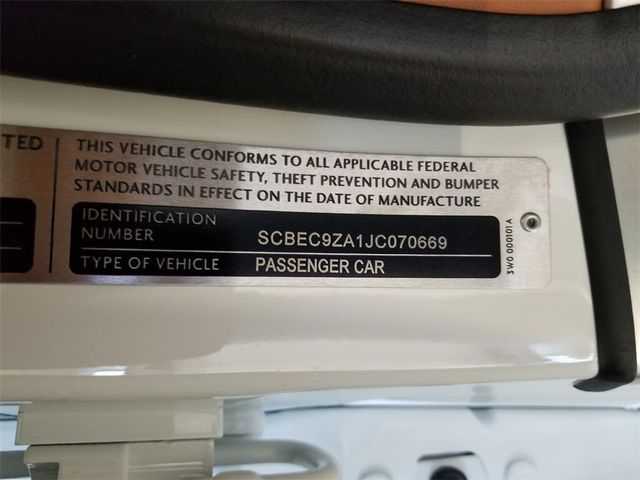 TED
THIS VEHICLE CONFORMS TO ALL APPLICABLE FEDERAL
MOTOR VEHICLE SAFETY, THEFT PREVENTION AND BUMPER
STANDARDS IN EFFECT ON THE DATE OF MANUFACTURE
IDENTIFICATION
NUMBER SCBEC9ZA1JC070669
TYPE OF VEHICLE PASSENGER CAR
3W0 000101 A